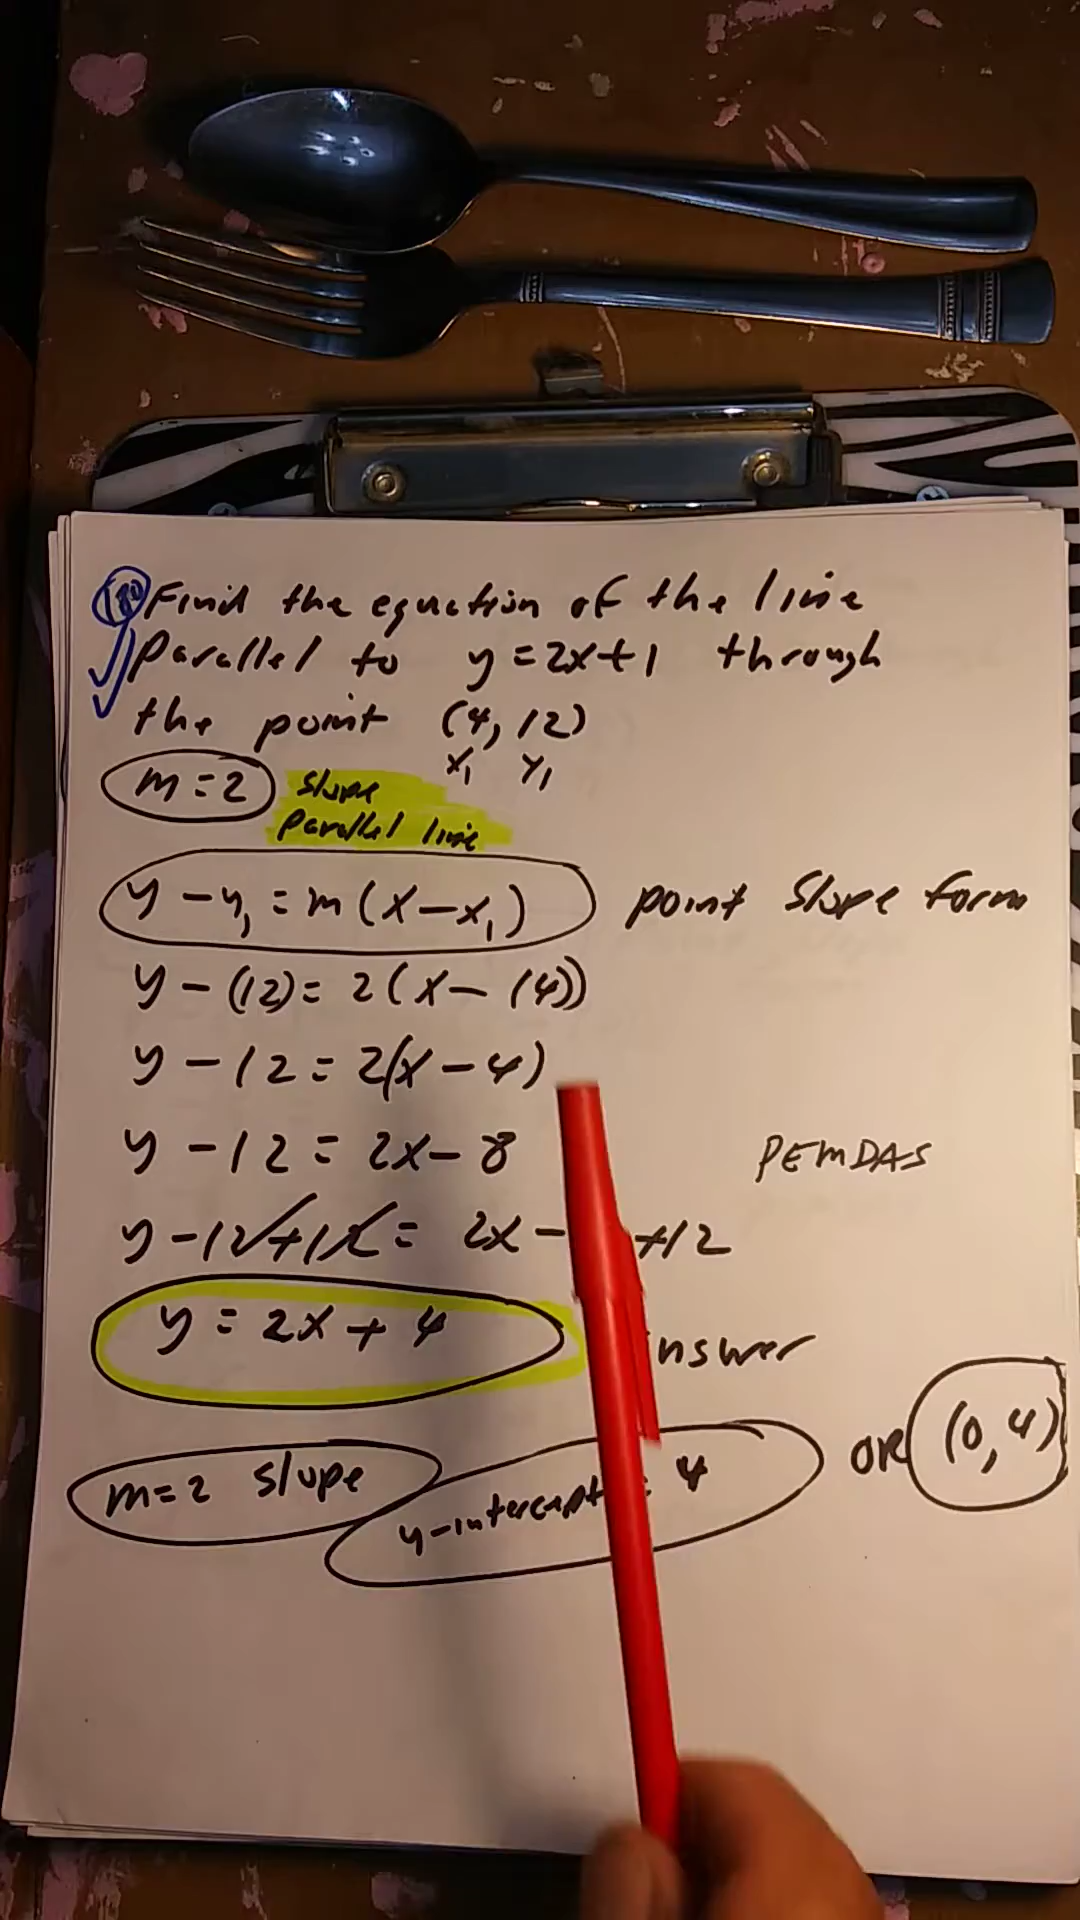 180 Find the equation of the line
parallel to y = 2x + 1 through
the point (4, 12)
x₁ y₁
m = 2 slope
parallel line
y - y₁ = m(x - x₁) point slope form
y - (12) = 2(x - (4))
y - 12 = 2(x - 4)
y - 12 = 2x - 8
PEMDAS
y - 12 + 12 = 2x - +12
y = 2x + 4 nswer
m = 2 slope
y-intercept = 4
OR (0, 4)